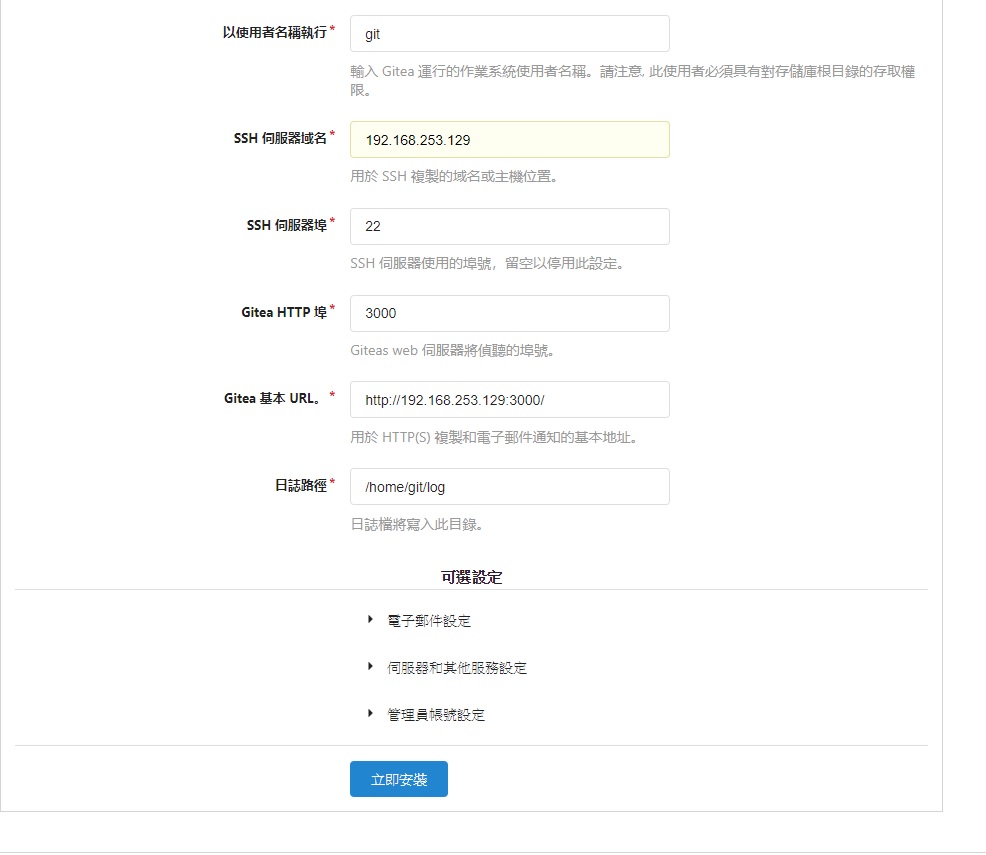 以使用者名稱執行*
git
輸入 Gitea 運行的作業系統使用者名稱。請注意, 此使用者必須具有對存儲庫根目錄的存取權
限。
SSH 伺服器域名*
192.168.253.129
用於 SSH 複製的域名或主機位置。
SSH 伺服器埠*
22
SSH 伺服器使用的埠號，留空以停用此設定。
Gitea HTTP 埠*
3000
Giteas web 伺服器將偵聽的埠號。
Gitea 基本 URL。*
http://192.168.253.129:3000/
用於 HTTP(S) 複製和電子郵件通知的基本地址。
日誌路徑*
/home/git/log
日誌檔將寫入此目錄。
可選設定
電子郵件設定
伺服器和其他服務設定
管理員帳號設定
立即安裝